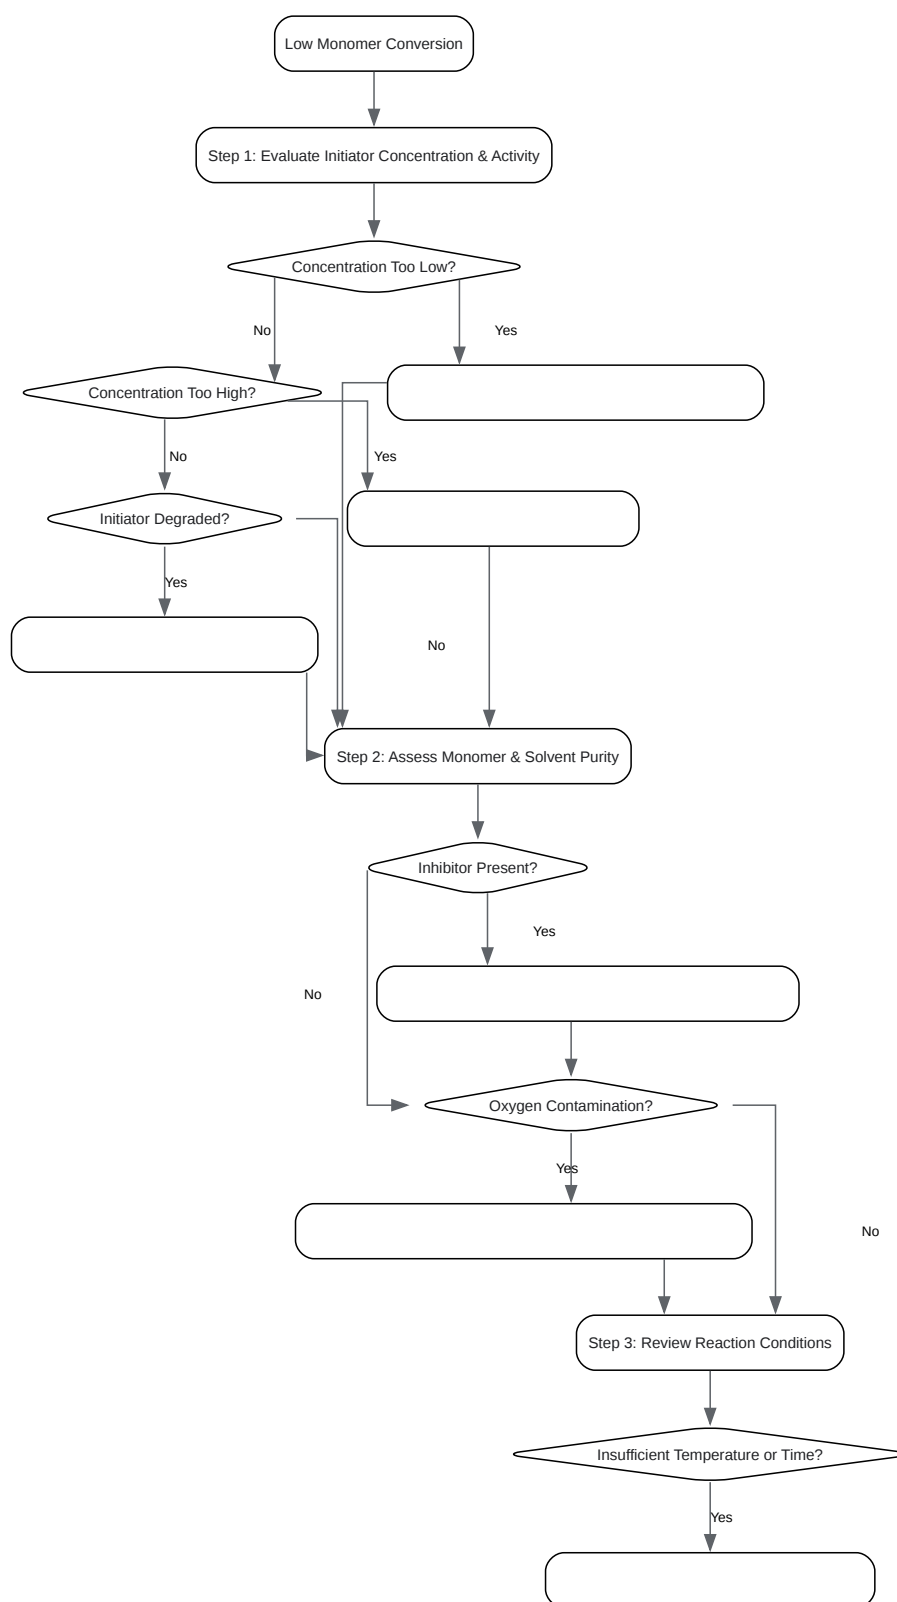 Low Monomer Conversion
Step 1: Evaluate Initiator Concentration & Activity
Concentration Too Low?
No
Yes
Concentration Too High?
No
Yes
Initiator Degraded?
Yes
No
Step 2: Assess Monomer & Solvent Purity
Inhibitor Present?
Yes
No
Oxygen Contamination?
Yes
No
Step 3: Review Reaction Conditions
Insufficient Temperature or Time?
Yes